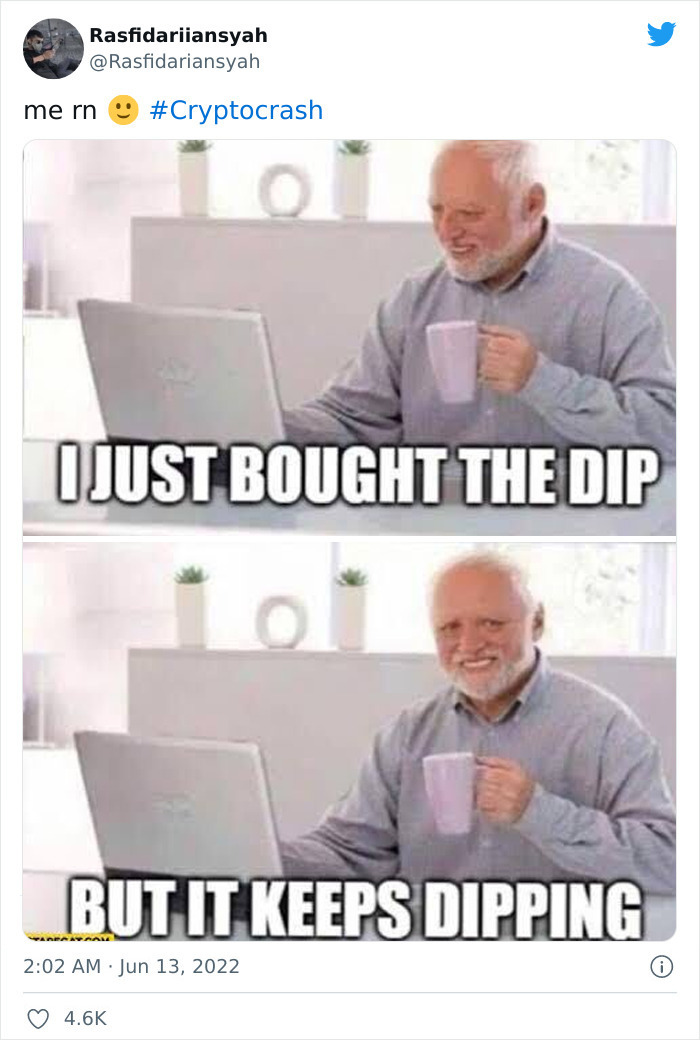 Rasfidariiansyah
@Rasfidariansyah
me rn 🙂 #Cryptocrash
I JUST BOUGHT THE DIP
BUT IT KEEPS DIPPING
2:02 AM · Jun 13, 2022
4.6K